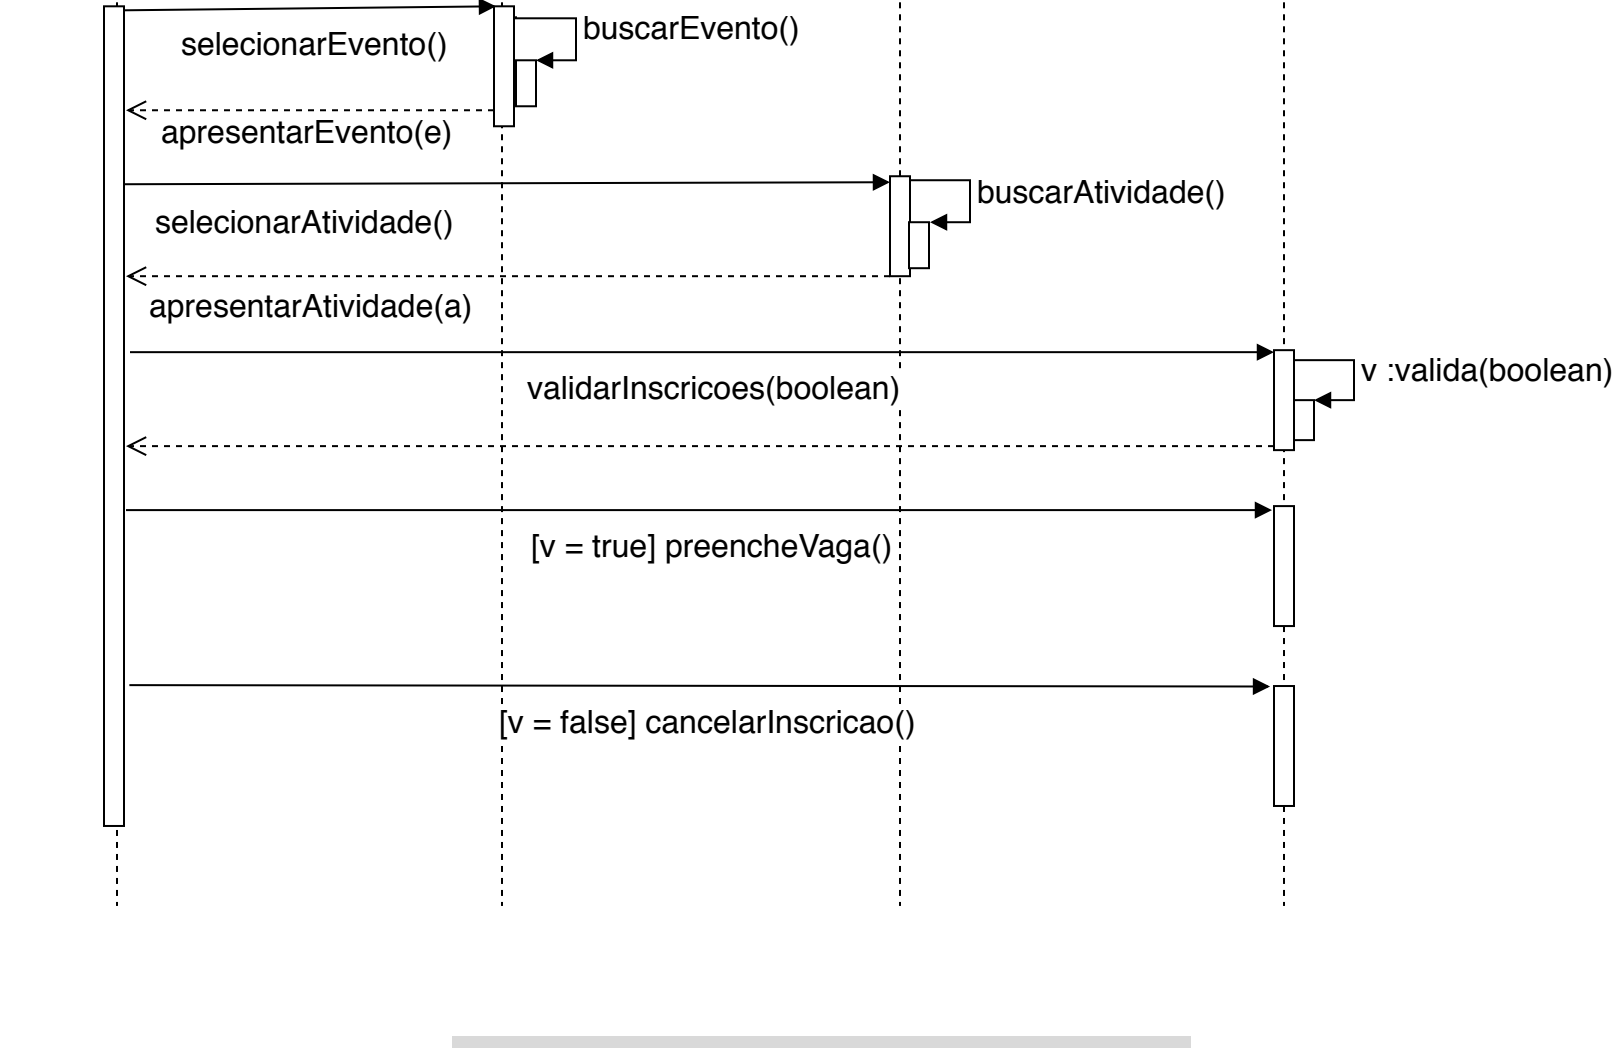 buscarEvento()
selecionarEvento()
apresentarEvento(e)
buscarAtividade()
selecionarAtividade()
apresentarAtividade(a)
v :valida(boolean)
validarInscricoes(boolean)
[v = true] preencheVaga()
[v = false] cancelarInscricao()